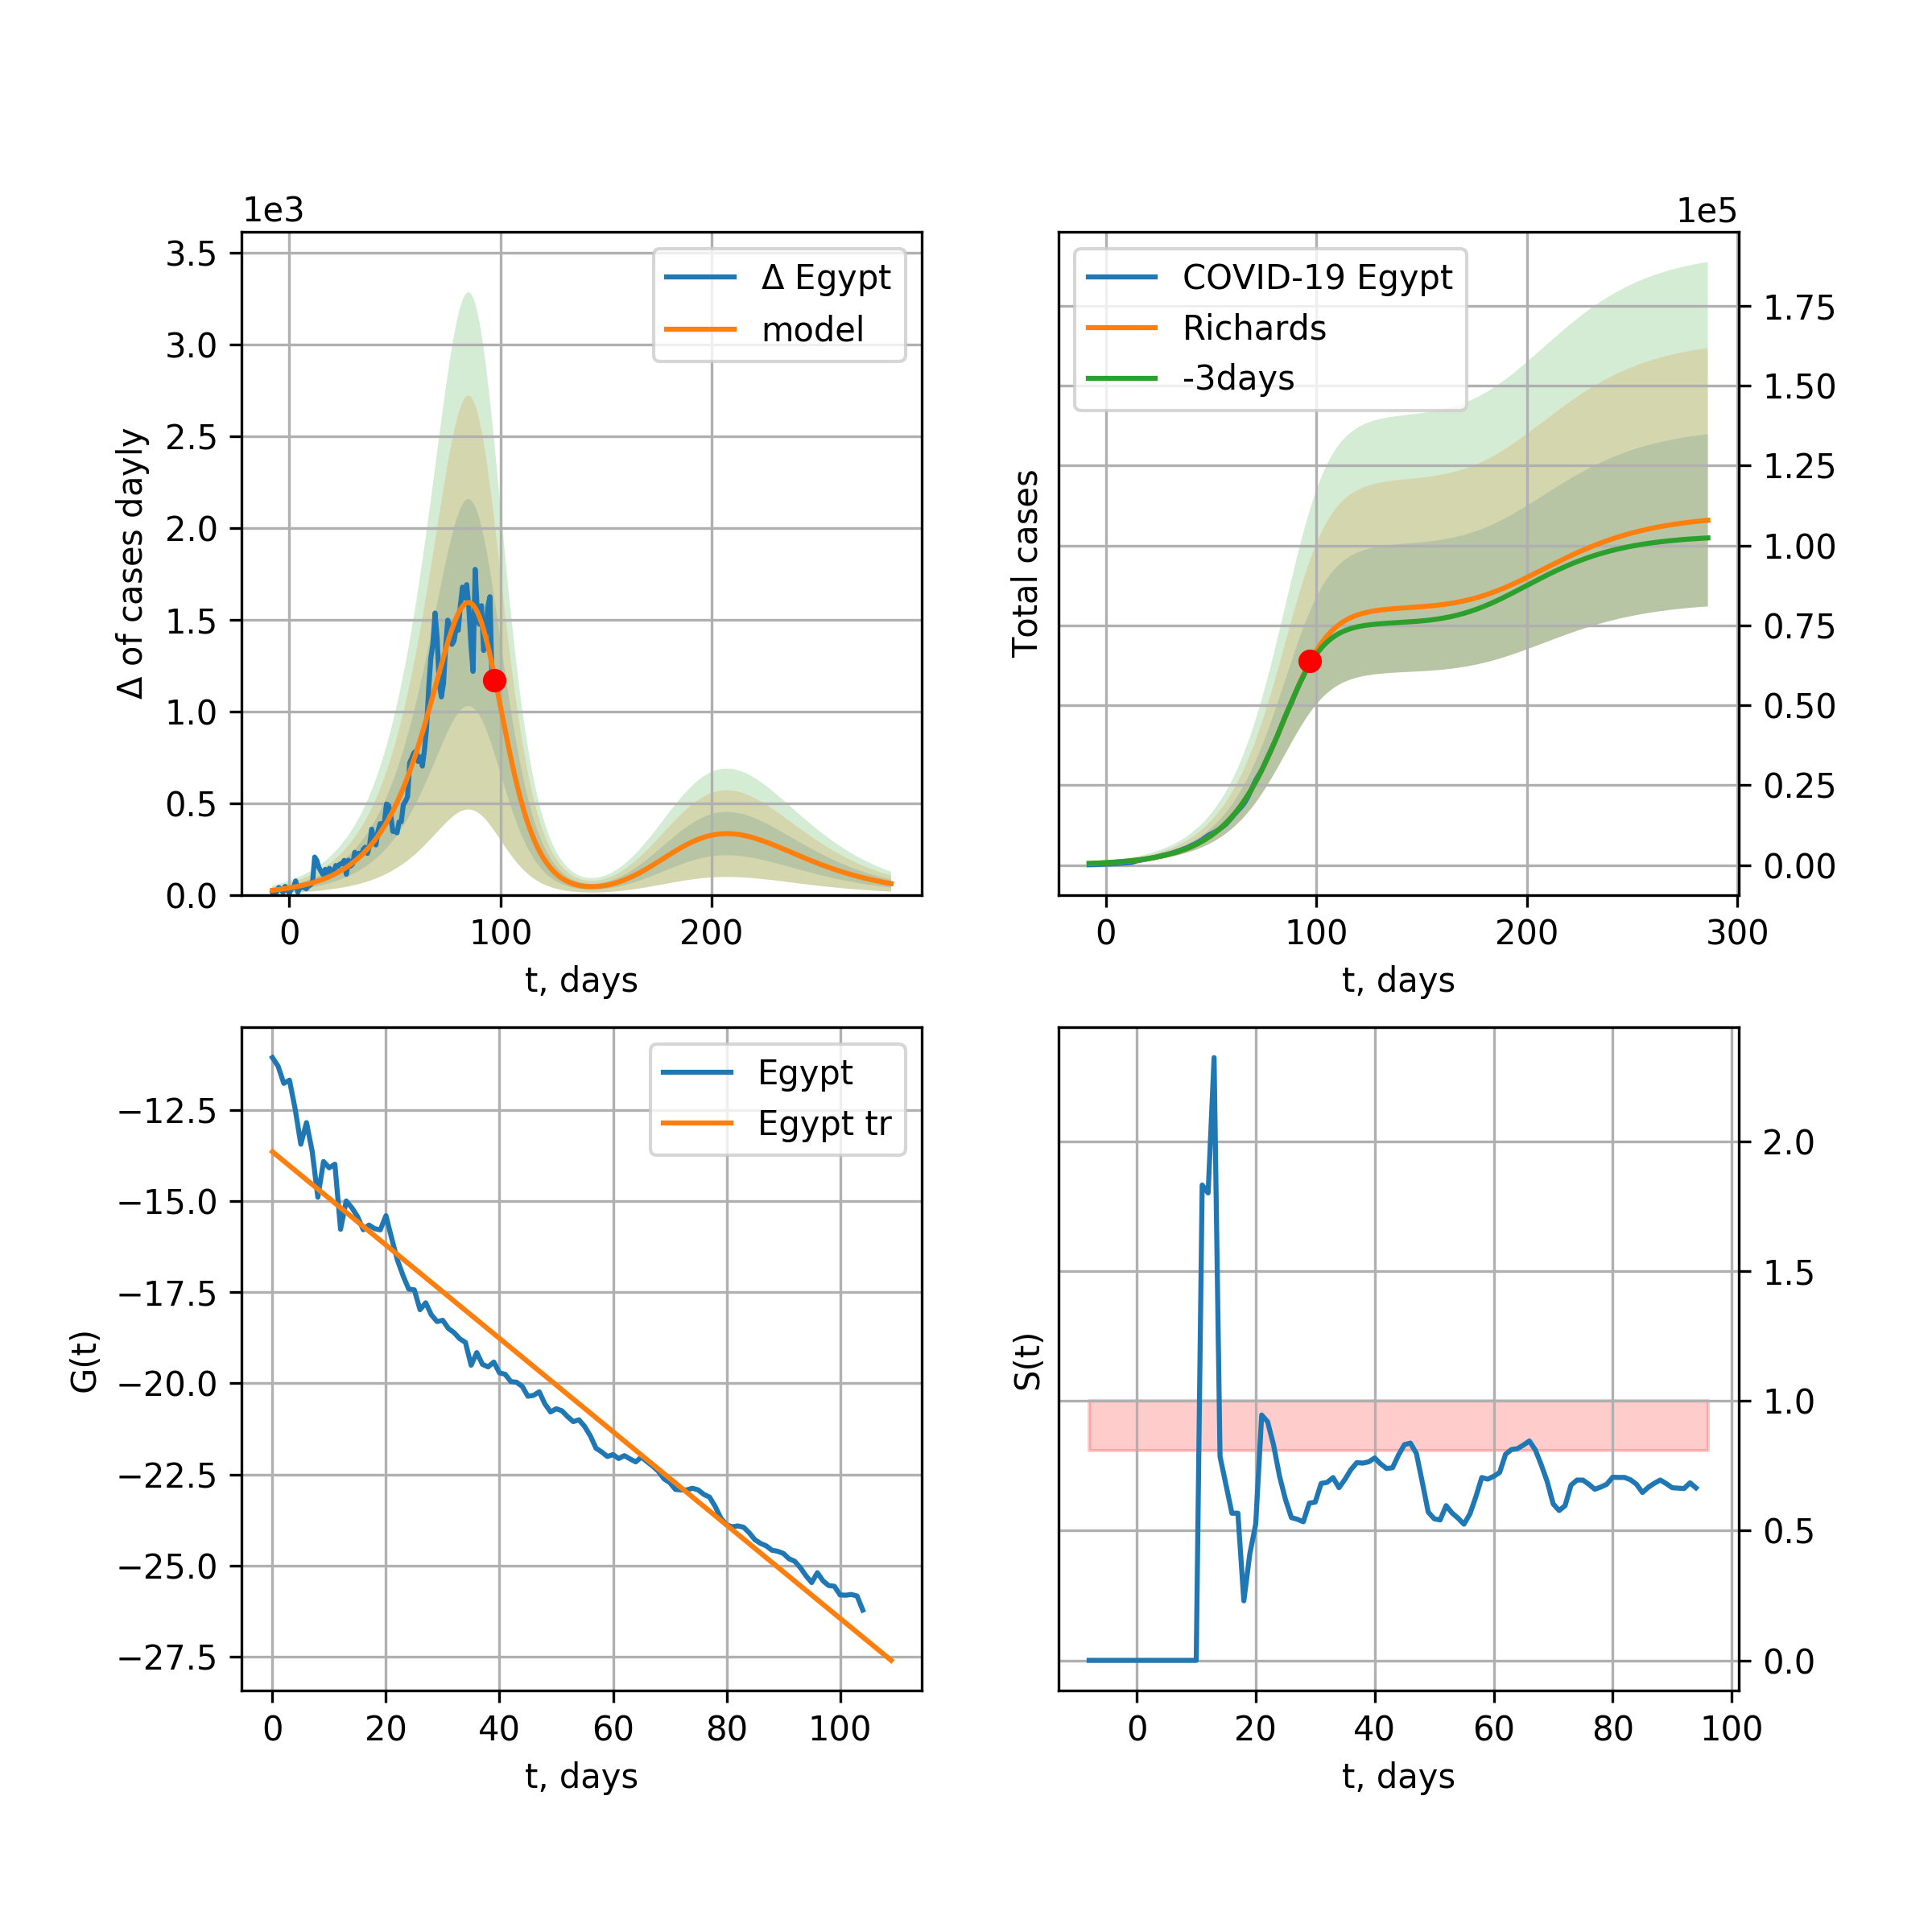 1e3
3.5
3.0
2.5
2.0
1.5
1.0
0.5
0.0
Δ of cases dayly
Δ Egypt
model
0 100 200
t, days
1e5
COVID-19 Egypt
Richards
-3days
Total cases
1.75
1.50
1.25
1.00
0.75
0.50
0.25
0.00
0 100 200 300
t, days
Egypt
Egypt tr
G(t)
−12.5
−15.0
−17.5
−20.0
−22.5
−25.0
−27.5
0 20 40 60 80 100
t, days
S(t)
2.0
1.5
1.0
0.5
0.0
0 20 40 60 80 100
t, days